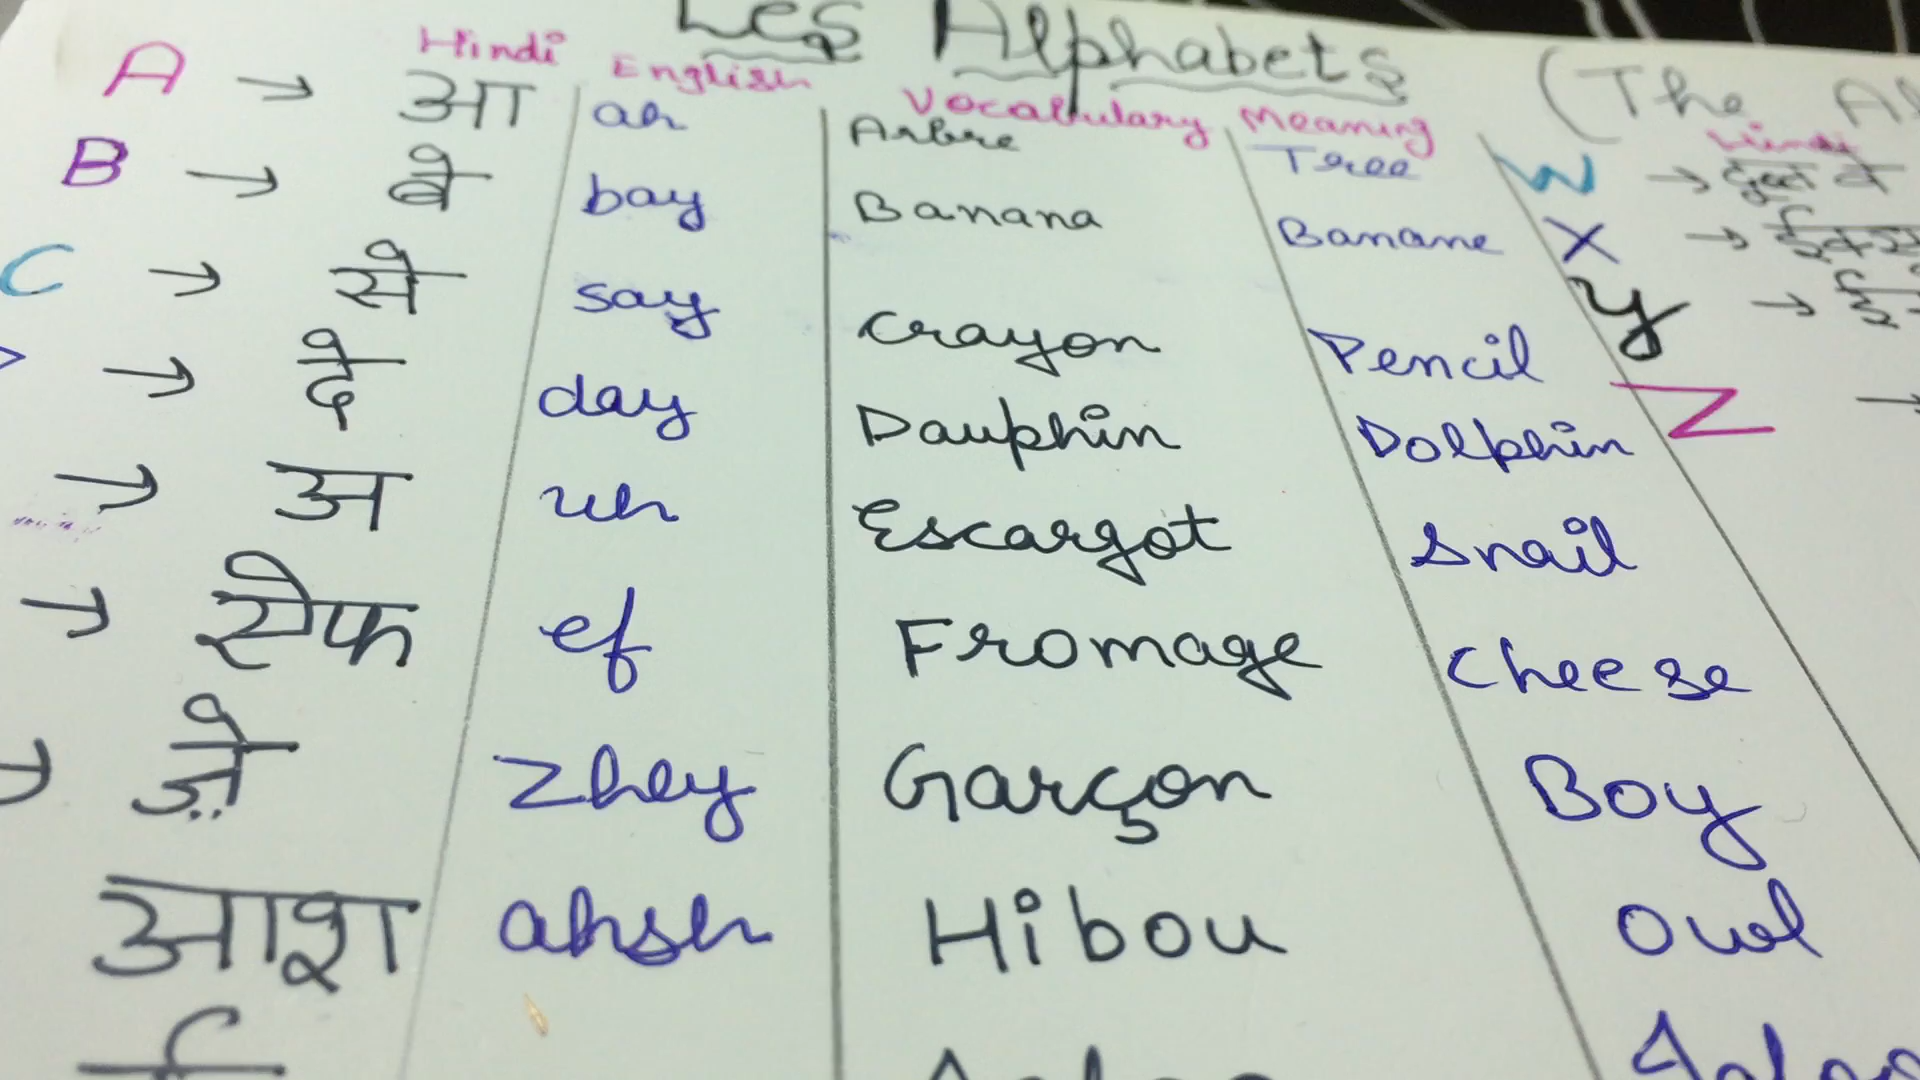 Les Alphabets (The
Hindi English Vocabulary Meaning Hindi
A → आ ah Arbre Tree
B → बे bay Banana Banane
C → से say Crayon Pencil
→ दे day Dauphin Dolphin
→ अ uh Escargot Snail
→ ऐफ ef Fromage Cheese
→ ज़े zhey Garçon Boy
आश ahsh Hibou Owl
W →
X →
y →
Z →